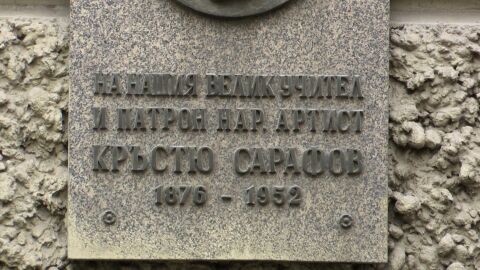 НА НАШИЯ ВЕЛИК УЧИТЕЛ
И ПАТРОН НАР. АРТИСТ
КРЪСТЮ САРАФОВ
1876 - 1952